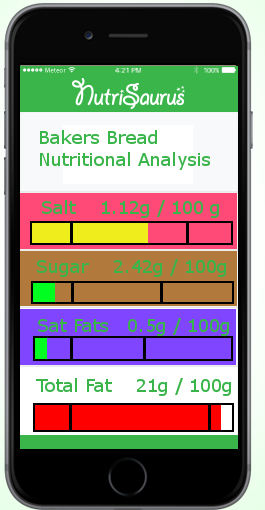 Meteor 4:21 PM 100%
NutriSaurus
Bakers Bread
Nutritional Analysis
Salt 1.12g / 100 g
Sugar 2.42g / 100g
Sat Fats 0.5g / 100g
Total Fat 21g / 100g